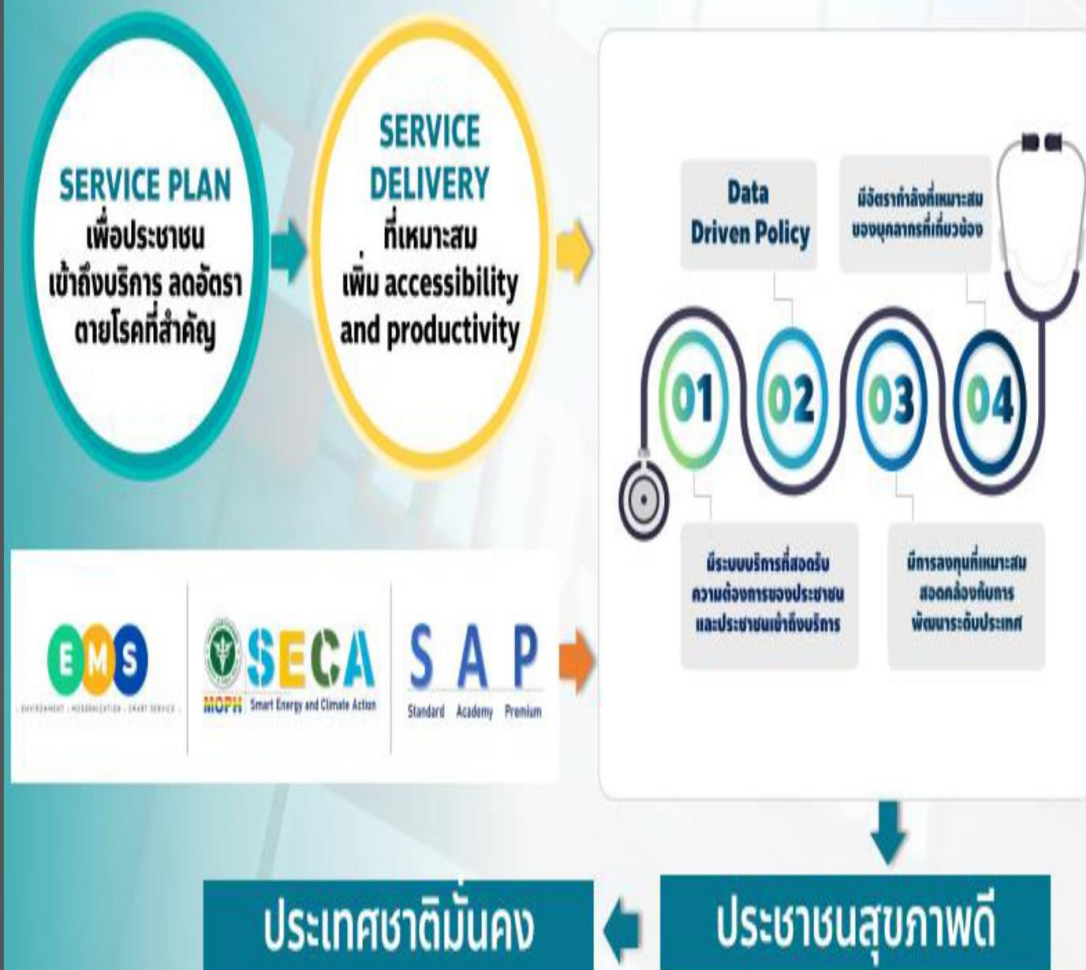 SERVICE PLAN
เพื่อประชาชน
เข้าถึงบริการ ลดอัตรา
ตายโรคที่สำคัญ
SERVICE
DELIVERY
ที่เหมาะสม
เพิ่ม accessibility
and productivity
Data
Driven Policy
มีอัตรากำลังที่เหมาะสม
ของบุคลากรที่เกี่ยวข้อง
01
02
03
04
มีระบบบริการที่สอดรับ
ความต้องการของประชาชน
และประชาชนเข้าถึงบริการ
มีการลงทุนที่เหมาะสม
สอดคล้องกับการ
พัฒนาระดับประเทศ
EMS
ENVIRONMENT : MODERNIZATION : SMART SERVICE
SECA
MOPH Smart Energy and Climate Action
SAP
Standard Academy Premium
ประเทศชาติมั่นคง
ประชาชนสุขภาพดี